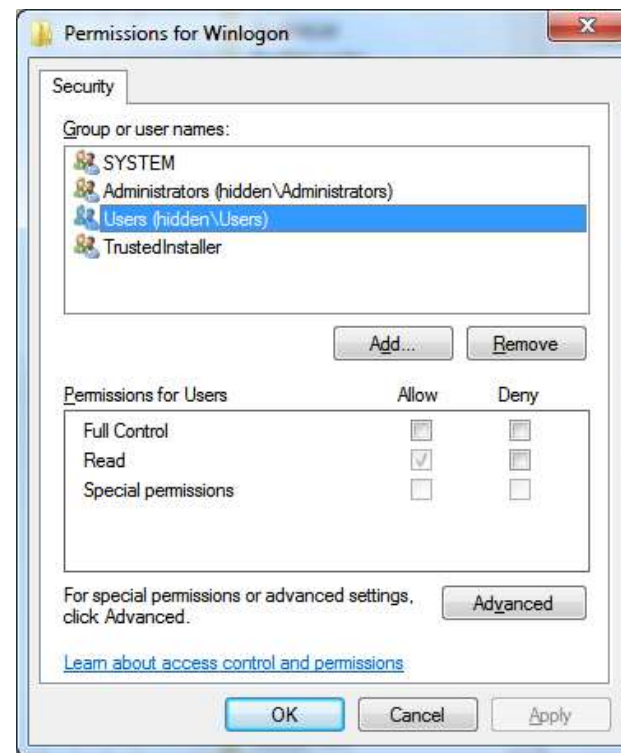 Permissions for Winlogon
Security
Group or user names:
SYSTEM
Administrators (hidden\Administrators)
Users (hidden\Users)
TrustedInstaller
Add... Remove
Permissions for Users Allow Deny
Full Control
Read
Special permissions
For special permissions or advanced settings, Advanced
click Advanced.
Learn about access control and permissions
OK Cancel Apply